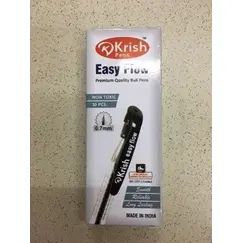 Krish
Pens
TM
Easy Flow
Premium Quality Ball Pens
NON TOXIC
10 PCS.
0.7mm
Krish easy flow
Smooth
Reliable
Long Lasting
MADE IN INDIA